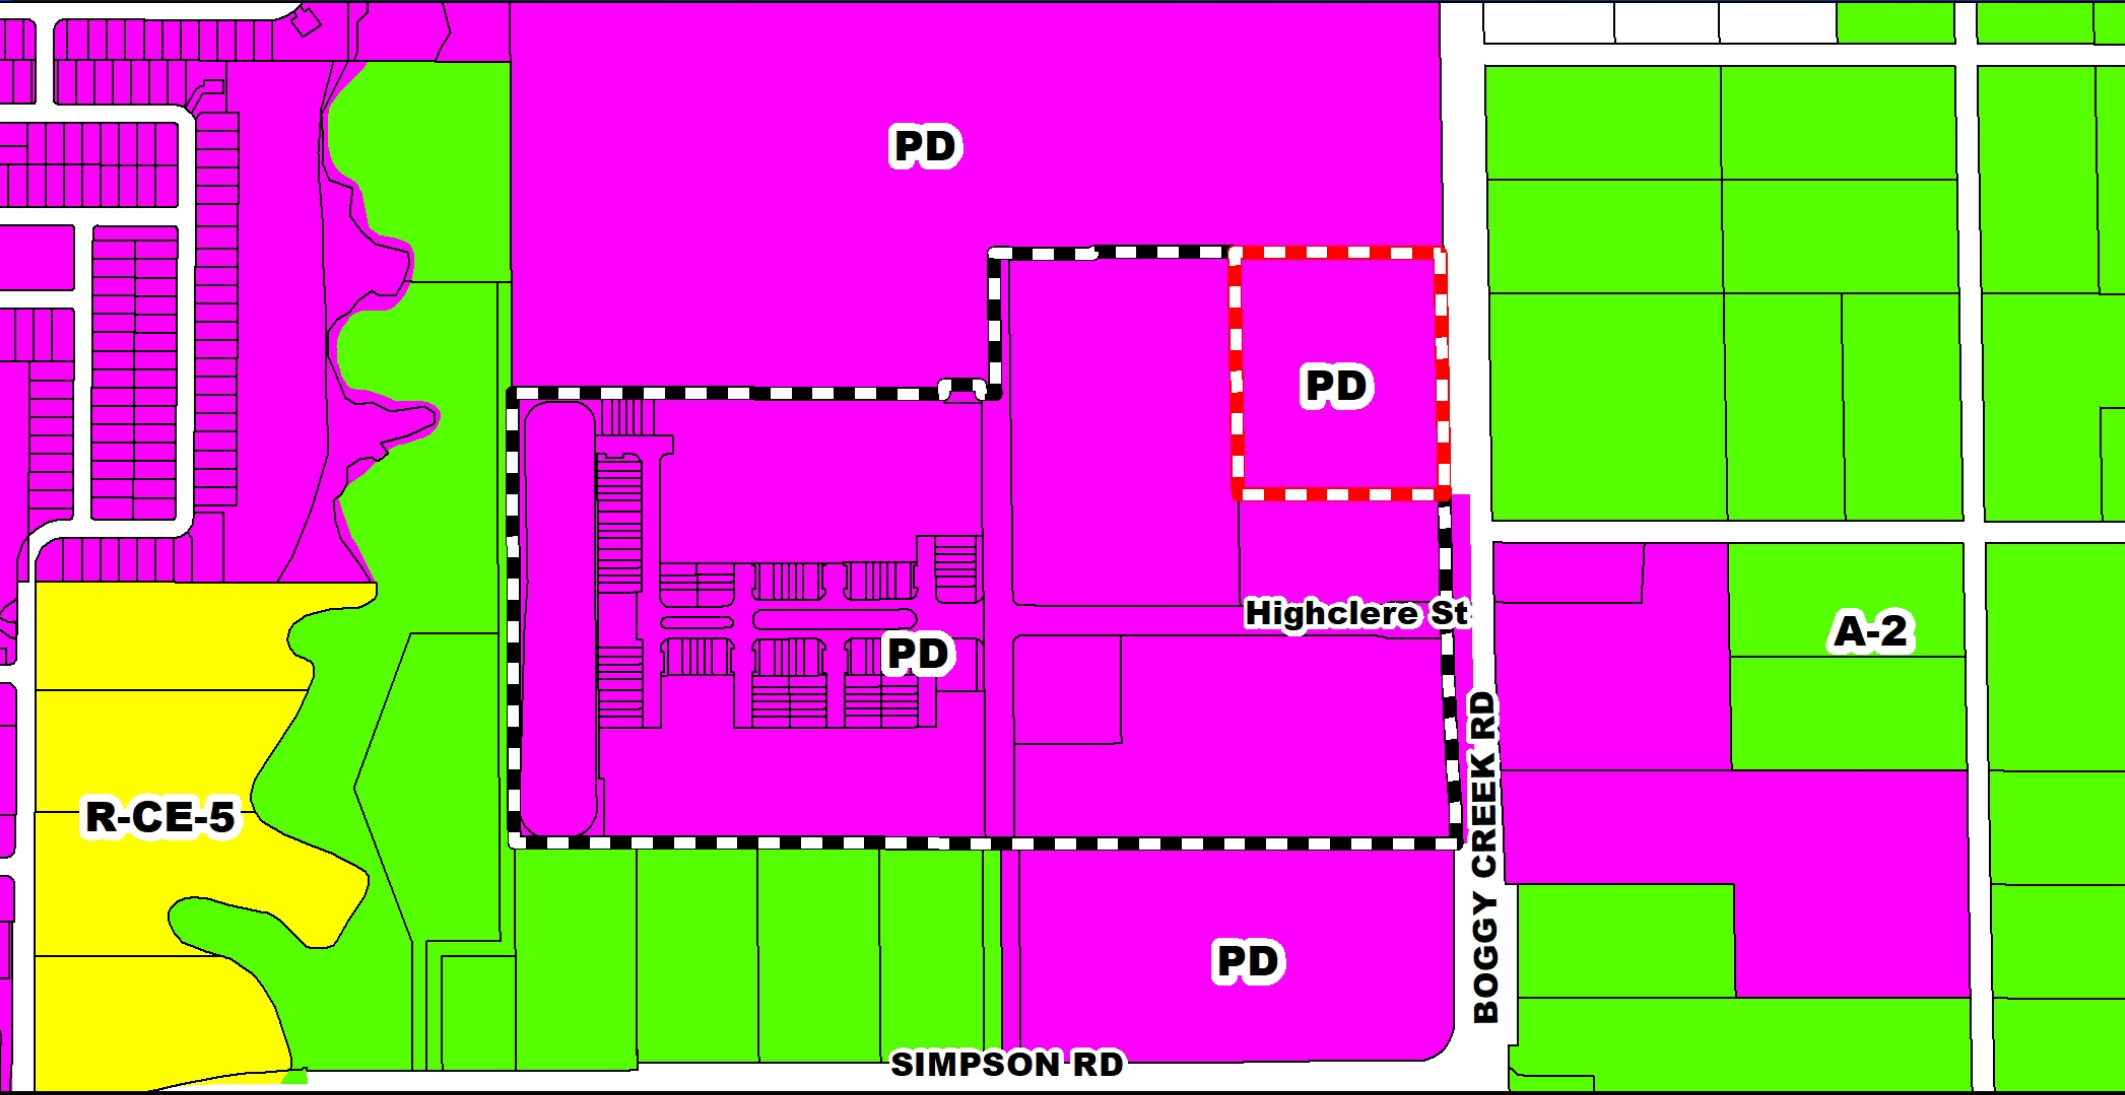 PD
PD
Highclere St
A-2
PD
BOGGY CREEK RD
R-CE-5
PD
SIMPSON RD